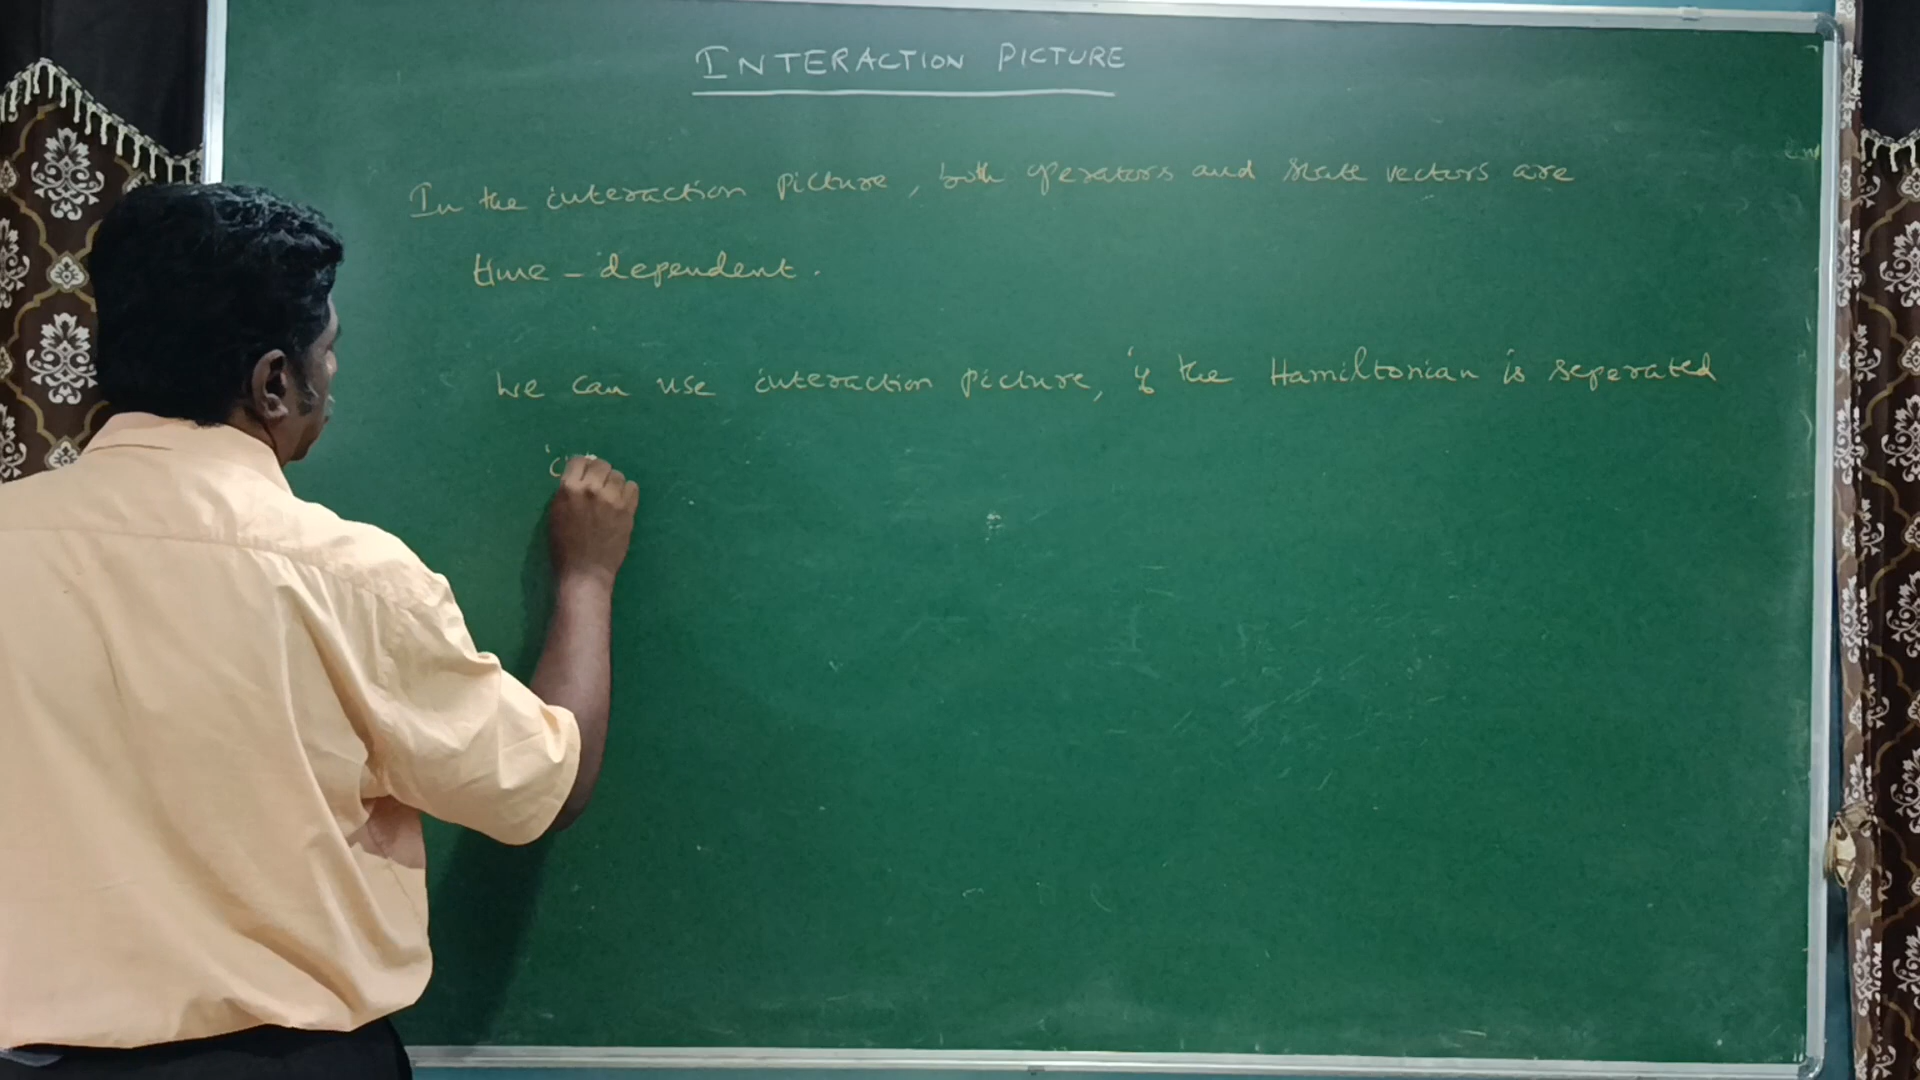 INTERACTION PICTURE
In the interaction picture, both operators and state vectors are
time - dependent.
We can use interaction picture, if the Hamiltonian is seperated